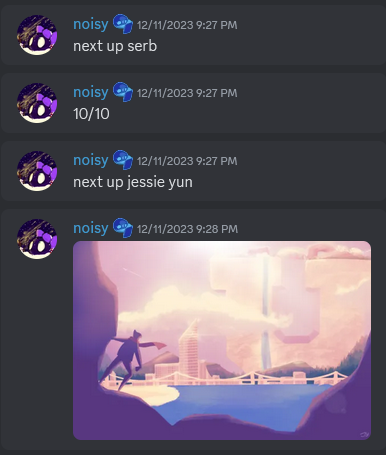 noisy 12/11/2023 9:27 PM
next up serb
noisy 12/11/2023 9:27 PM
10/10
noisy 12/11/2023 9:27 PM
next up jessie yun
noisy 12/11/2023 9:28 PM